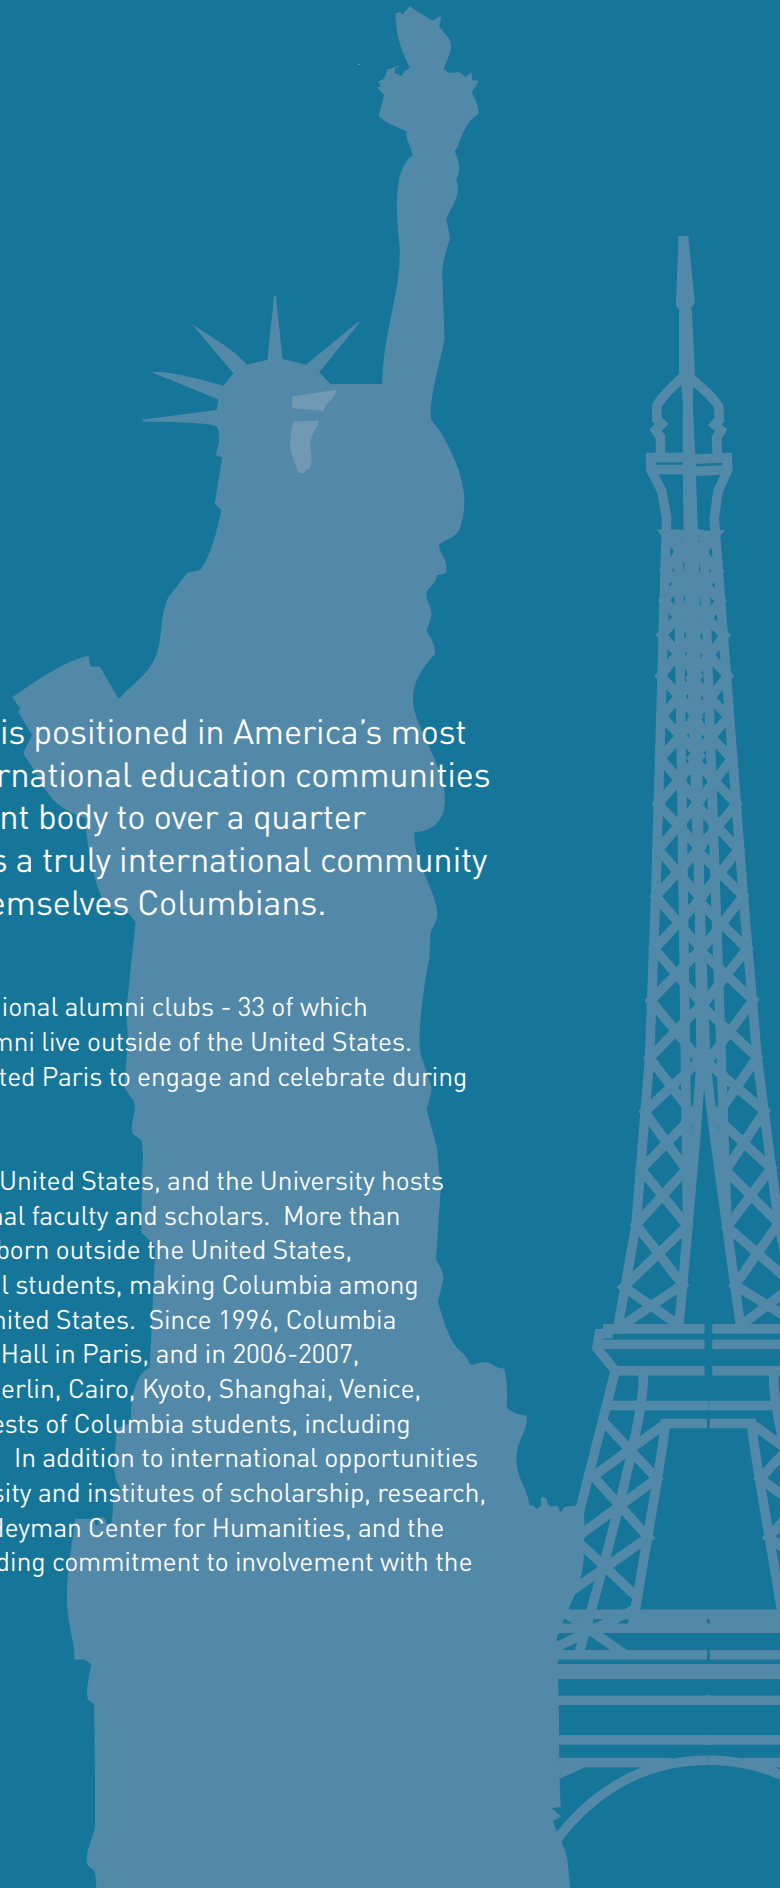 is positioned in America’s most
rnational education communities
nt body to over a quarter
s a truly international community
emselves Columbians.
ional alumni clubs - 33 of which
mni live outside of the United States.
ted Paris to engage and celebrate during
United States, and the University hosts
al faculty and scholars.  More than
born outside the United States,
l students, making Columbia among
nited States.  Since 1996, Columbia
Hall in Paris, and in 2006-2007,
erlin, Cairo, Kyoto, Shanghai, Venice,
ests of Columbia students, including
In addition to international opportunities
sity and institutes of scholarship, research,
Heyman Center for Humanities, and the
ding commitment to involvement with the